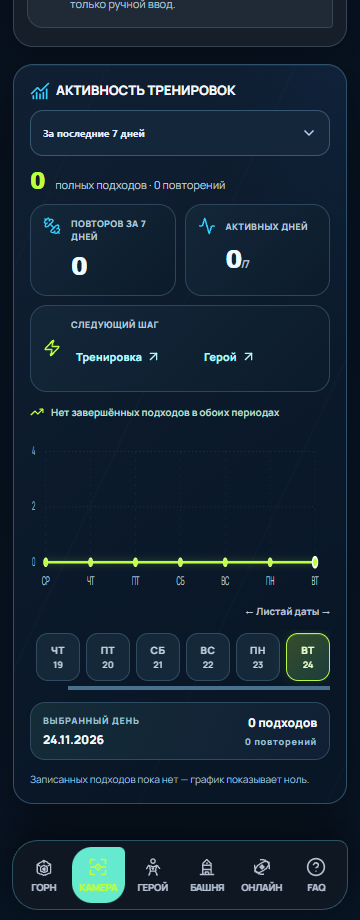 только ручной ввод.
АКТИВНОСТЬ ТРЕНИРОВОК
За последние 7 дней
0 полных подходов · 0 повторений
ПОВТОРОВ ЗА 7 ДНЕЙ
0
АКТИВНЫХ ДНЕЙ
0/7
СЛЕДУЮЩИЙ ШАГ
Тренировка ↗ Герой ↗
Нет завершённых подходов в обоих периодах
4
2
0
СР ЧТ ПТ СБ ВС ПН ВТ
← Листай даты →
ЧТ ПТ СБ ВС ПН ВТ
19 20 21 22 23 24
ВЫБРАННЫЙ ДЕНЬ
24.11.2026
0 подходов
0 повторений
Записанных подходов пока нет — график показывает ноль.
ГОРН КАМЕРА ГЕРОЙ БАШНЯ ОНЛАЙН FAQ